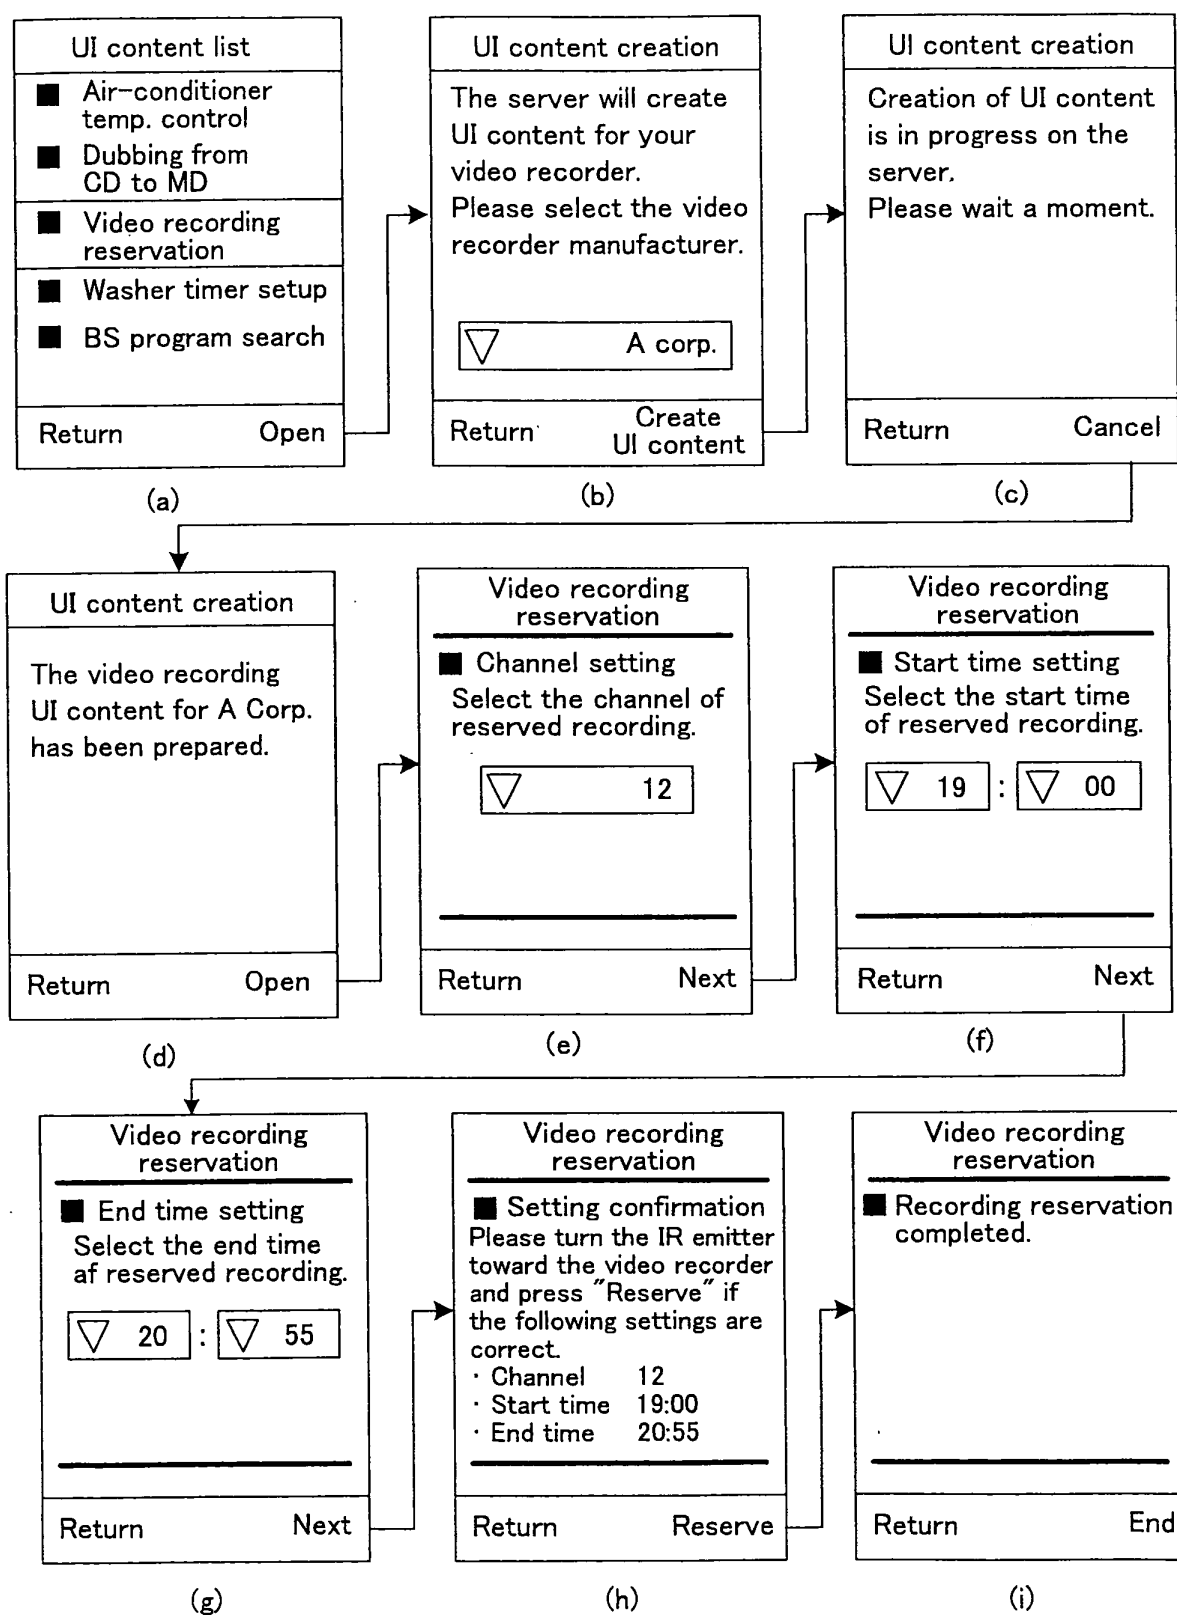 UI content list
■ Air-conditioner
temp. control
■ Dubbing from
CD to MD
■ Video recording
reservation
■ Washer timer setup
■ BS program search
Return Open
(a)
UI content creation
The server will create
UI content for your
video recorder.
Please select the video
recorder manufacturer.
▽ A corp.
Return Create
UI content
(b)
UI content creation
Creation of UI content
is in progress on the
server.
Please wait a moment.
Return Cancel
(c)
UI content creation
The video recording
UI content for A Corp.
has been prepared.
Return Open
(d)
Video recording
reservation
■ Channel setting
Select the channel of
reserved recording.
▽ 12
Return Next
(e)
Video recording
reservation
■ Start time setting
Select the start time
of reserved recording.
▽ 19 : ▽ 00
Return Next
(f)
Video recording
reservation
■ End time setting
Select the end time
af reserved recording.
▽ 20 : ▽ 55
Return Next
(g)
Video recording
reservation
■ Setting confirmation
Please turn the IR emitter
toward the video recorder
and press "Reserve" if
the following settings are
correct.
· Channel 12
· Start time 19:00
· End time 20:55
Return Reserve
(h)
Video recording
reservation
■ Recording reservation
completed.
Return End
(i)